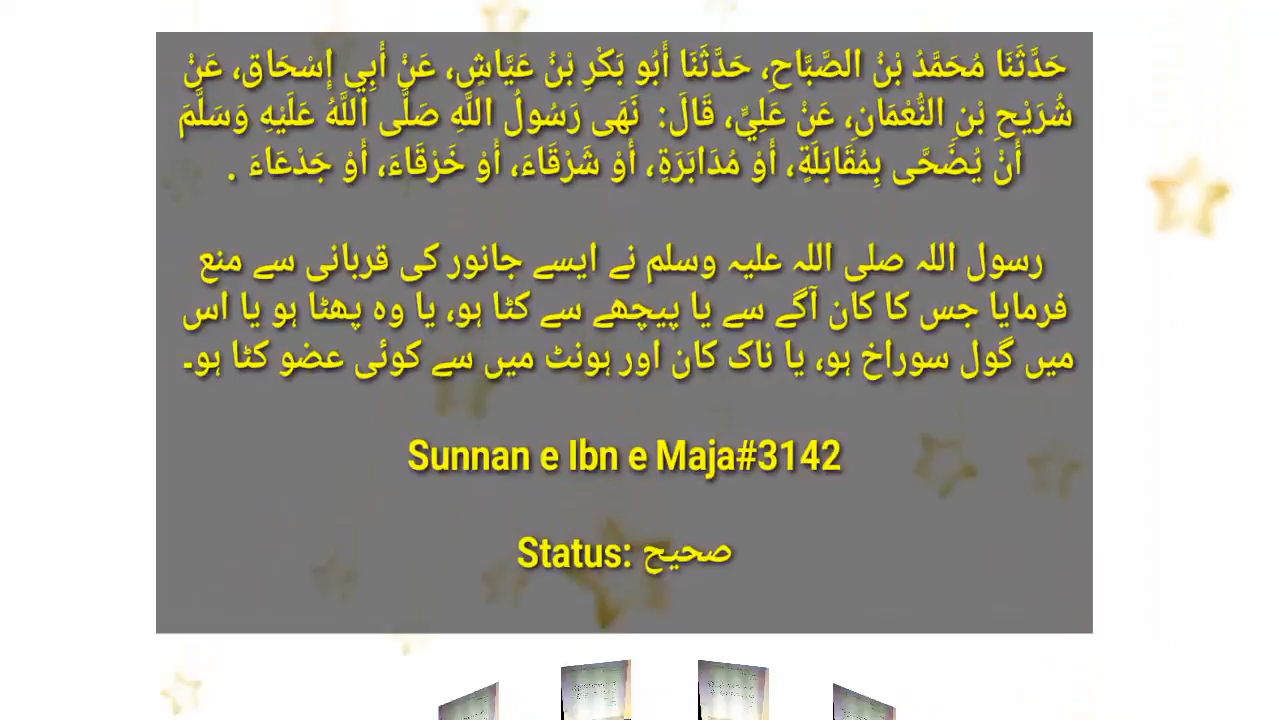 حَدَّثَنَا مُحَمَّدُ بْنُ الصَّبَّاحِ، حَدَّثَنَا أَبُو بَكْرِ بْنُ عَيَّاشٍ، عَنْ أَبِي إِسْحَاق، عَنْ
شُرَيْحِ بْنِ النُّعْمَانِ، عَنْ عَلِيٍّ، قَالَ: نَهَى رَسُولُ اللَّهِ صَلَّى اللَّهُ عَلَيْهِ وَسَلَّمَ
أَنْ يُضَحَّى بِمُقَابَلَةٍ، أَوْ مُدَابَرَةٍ، أَوْ شَرْقَاءَ، أَوْ خَرْقَاءَ، أَوْ جَدْعَاءَ .
رسول اللہ صلی اللہ علیہ وسلم نے ایسے جانور کی قربانی سے منع
فرمایا جس کا کان آگے سے یا پیچھے سے کٹا ہو، یا وہ پھٹا ہو یا اس
میں گول سوراخ ہو، یا ناک کان اور ہونٹ میں سے کوئی عضو کٹا ہو۔
Sunnan e Ibn e Maja#3142
Status: صحیح